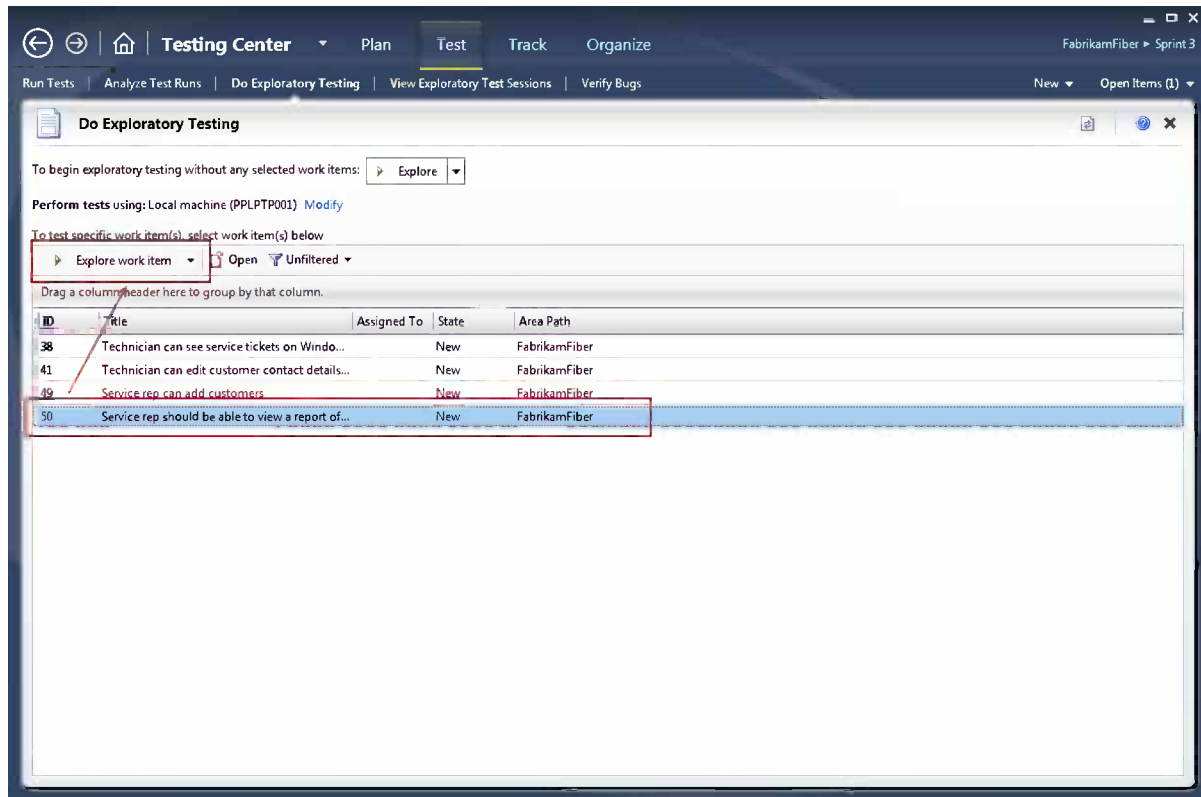 Testing Center Plan Test Track Organize FabrikamFiber ▸ Sprint 3
Run Tests | Analyze Test Runs | Do Exploratory Testing | View Exploratory Test Sessions | Verify Bugs New Open Items (1)
Do Exploratory Testing
To begin exploratory testing without any selected work items: Explore
Perform tests using: Local machine (PPLPTP001) Modify
To test specific work item(s), select work item(s) below
Explore work item Open Unfiltered
Drag a column header here to group by that column.
ID Title Assigned To State Area Path
38 Technician can see service tickets on Windo... New FabrikamFiber
41 Technician can edit customer contact details... New FabrikamFiber
49 Service rep can add customers New FabrikamFiber
50 Service rep should be able to view a report of... New FabrikamFiber